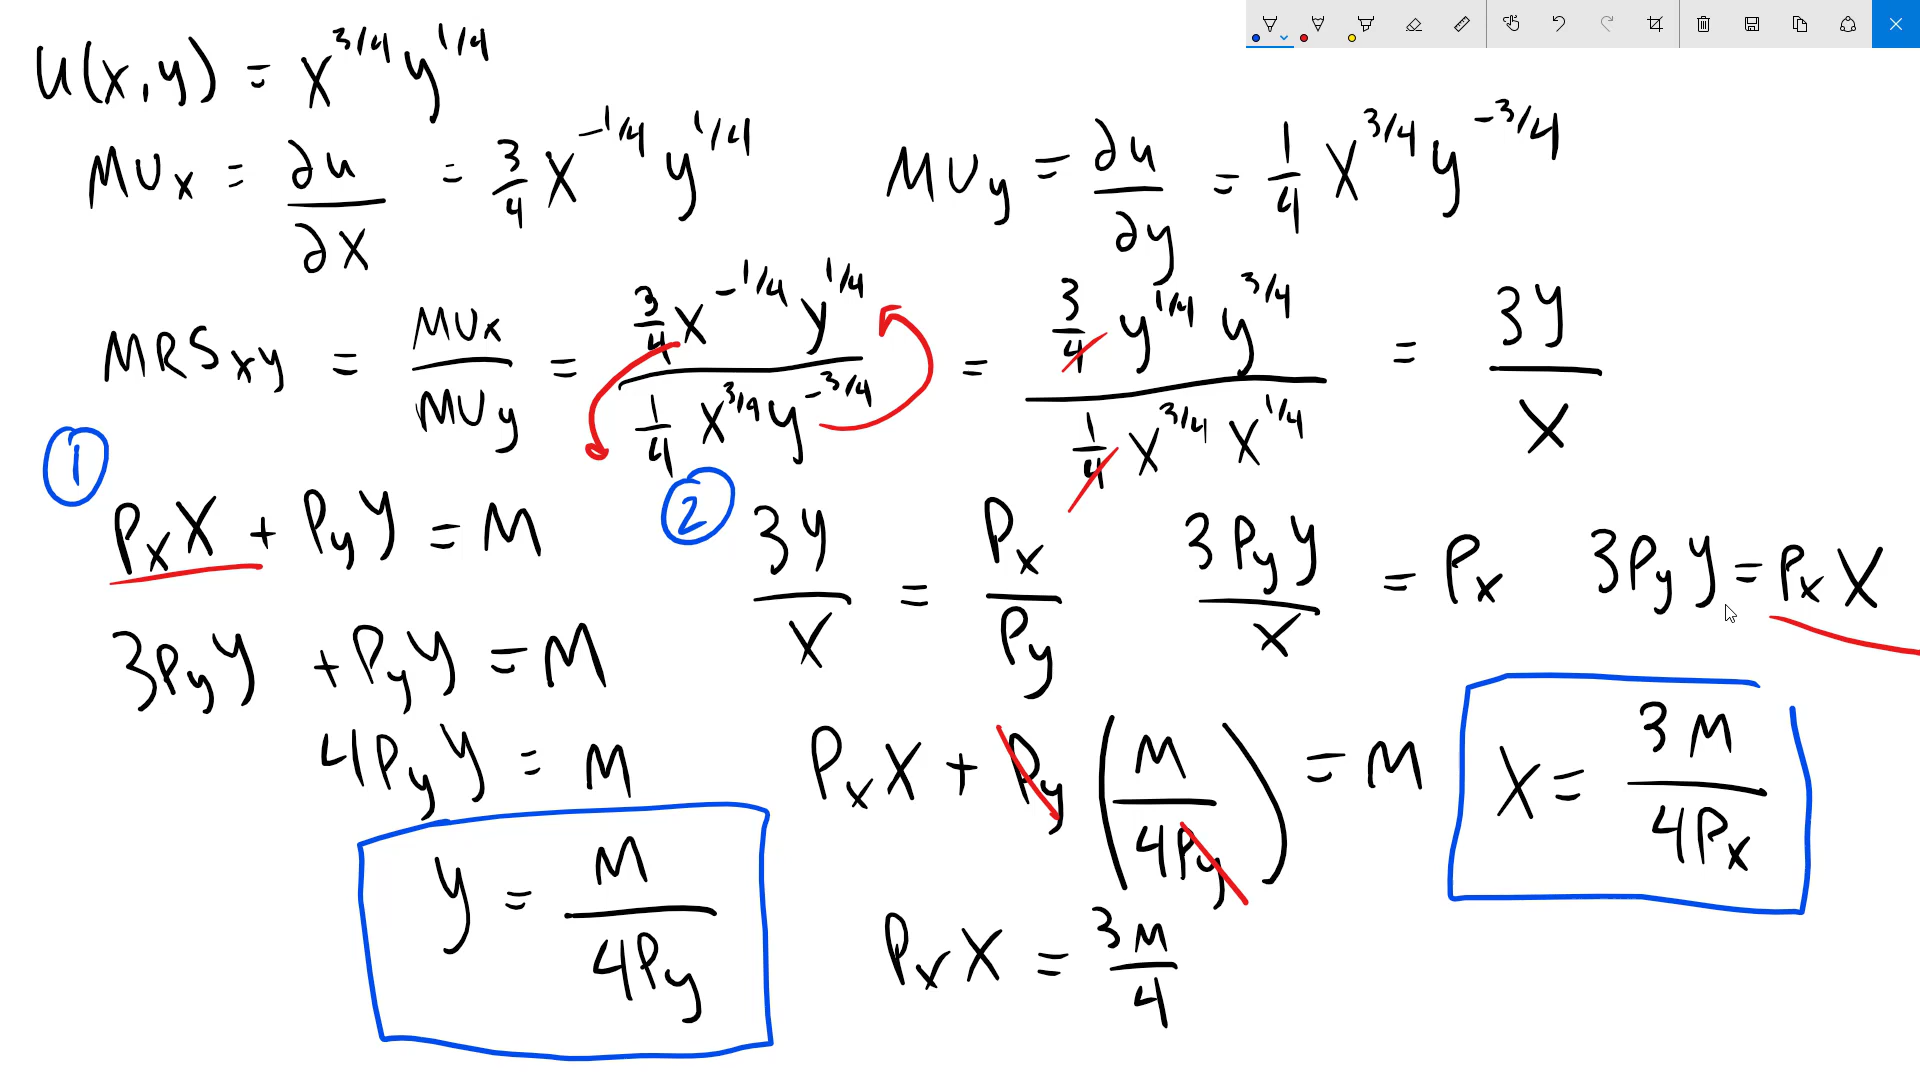 U(x,y) = x^{3/4} y^{1/4}
MUx = ∂u/∂x = 3/4 x^{-1/4} y^{1/4}
MUy = ∂u/∂y = 1/4 x^{3/4} y^{-3/4}
MRSxy = MUx/MUy = (3/4 x^{-1/4} y^{1/4})/(1/4 x^{3/4} y^{-3/4}) = (3/4 y^{1/4} y^{3/4})/(1/4 x^{3/4} x^{1/4}) = 3y/x
① PxX + PyY = M
② 3y/x = Px/Py
3PyY/x = Px
3PyY = PxX
3PyY + PyY = M
4PyY = M
y = M/4Py
PxX + Py(M/4Py) = M
PxX = 3M/4
X = 3M/4Px